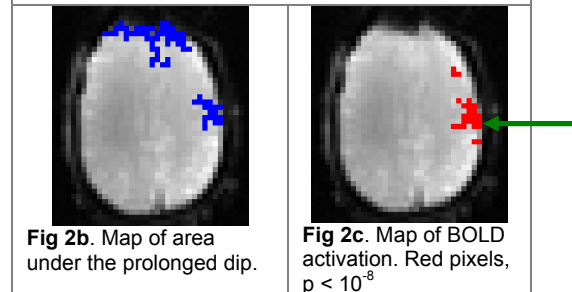 Fig 2b. Map of area
under the prolonged dip.
Fig 2c. Map of BOLD
activation. Red pixels,
p < 10⁻⁸